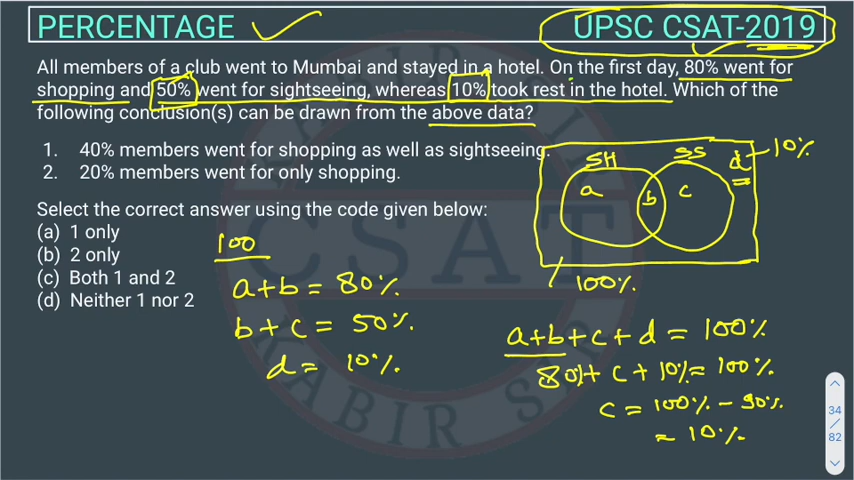 PERCENTAGE
UPSC CSAT-2019
All members of a club went to Mumbai and stayed in a hotel. On the first day, 80% went for
shopping and 50% went for sightseeing, whereas 10% took rest in the hotel. Which of the
following conclusion(s) can be drawn from the above data?
1. 40% members went for shopping as well as sightseeing.
2. 20% members went for only shopping.
Select the correct answer using the code given below:
(a) 1 only
(b) 2 only
(c) Both 1 and 2
(d) Neither 1 nor 2
SH
SS
d
10%
a
b
c
100%
100
a+b = 80%
b+c = 50%
d = 10%
a+b+c+d = 100%
80%+c+10%=100%
c = 100%-90%
= 10%
CSAT
KABIR SIR
34
/
82